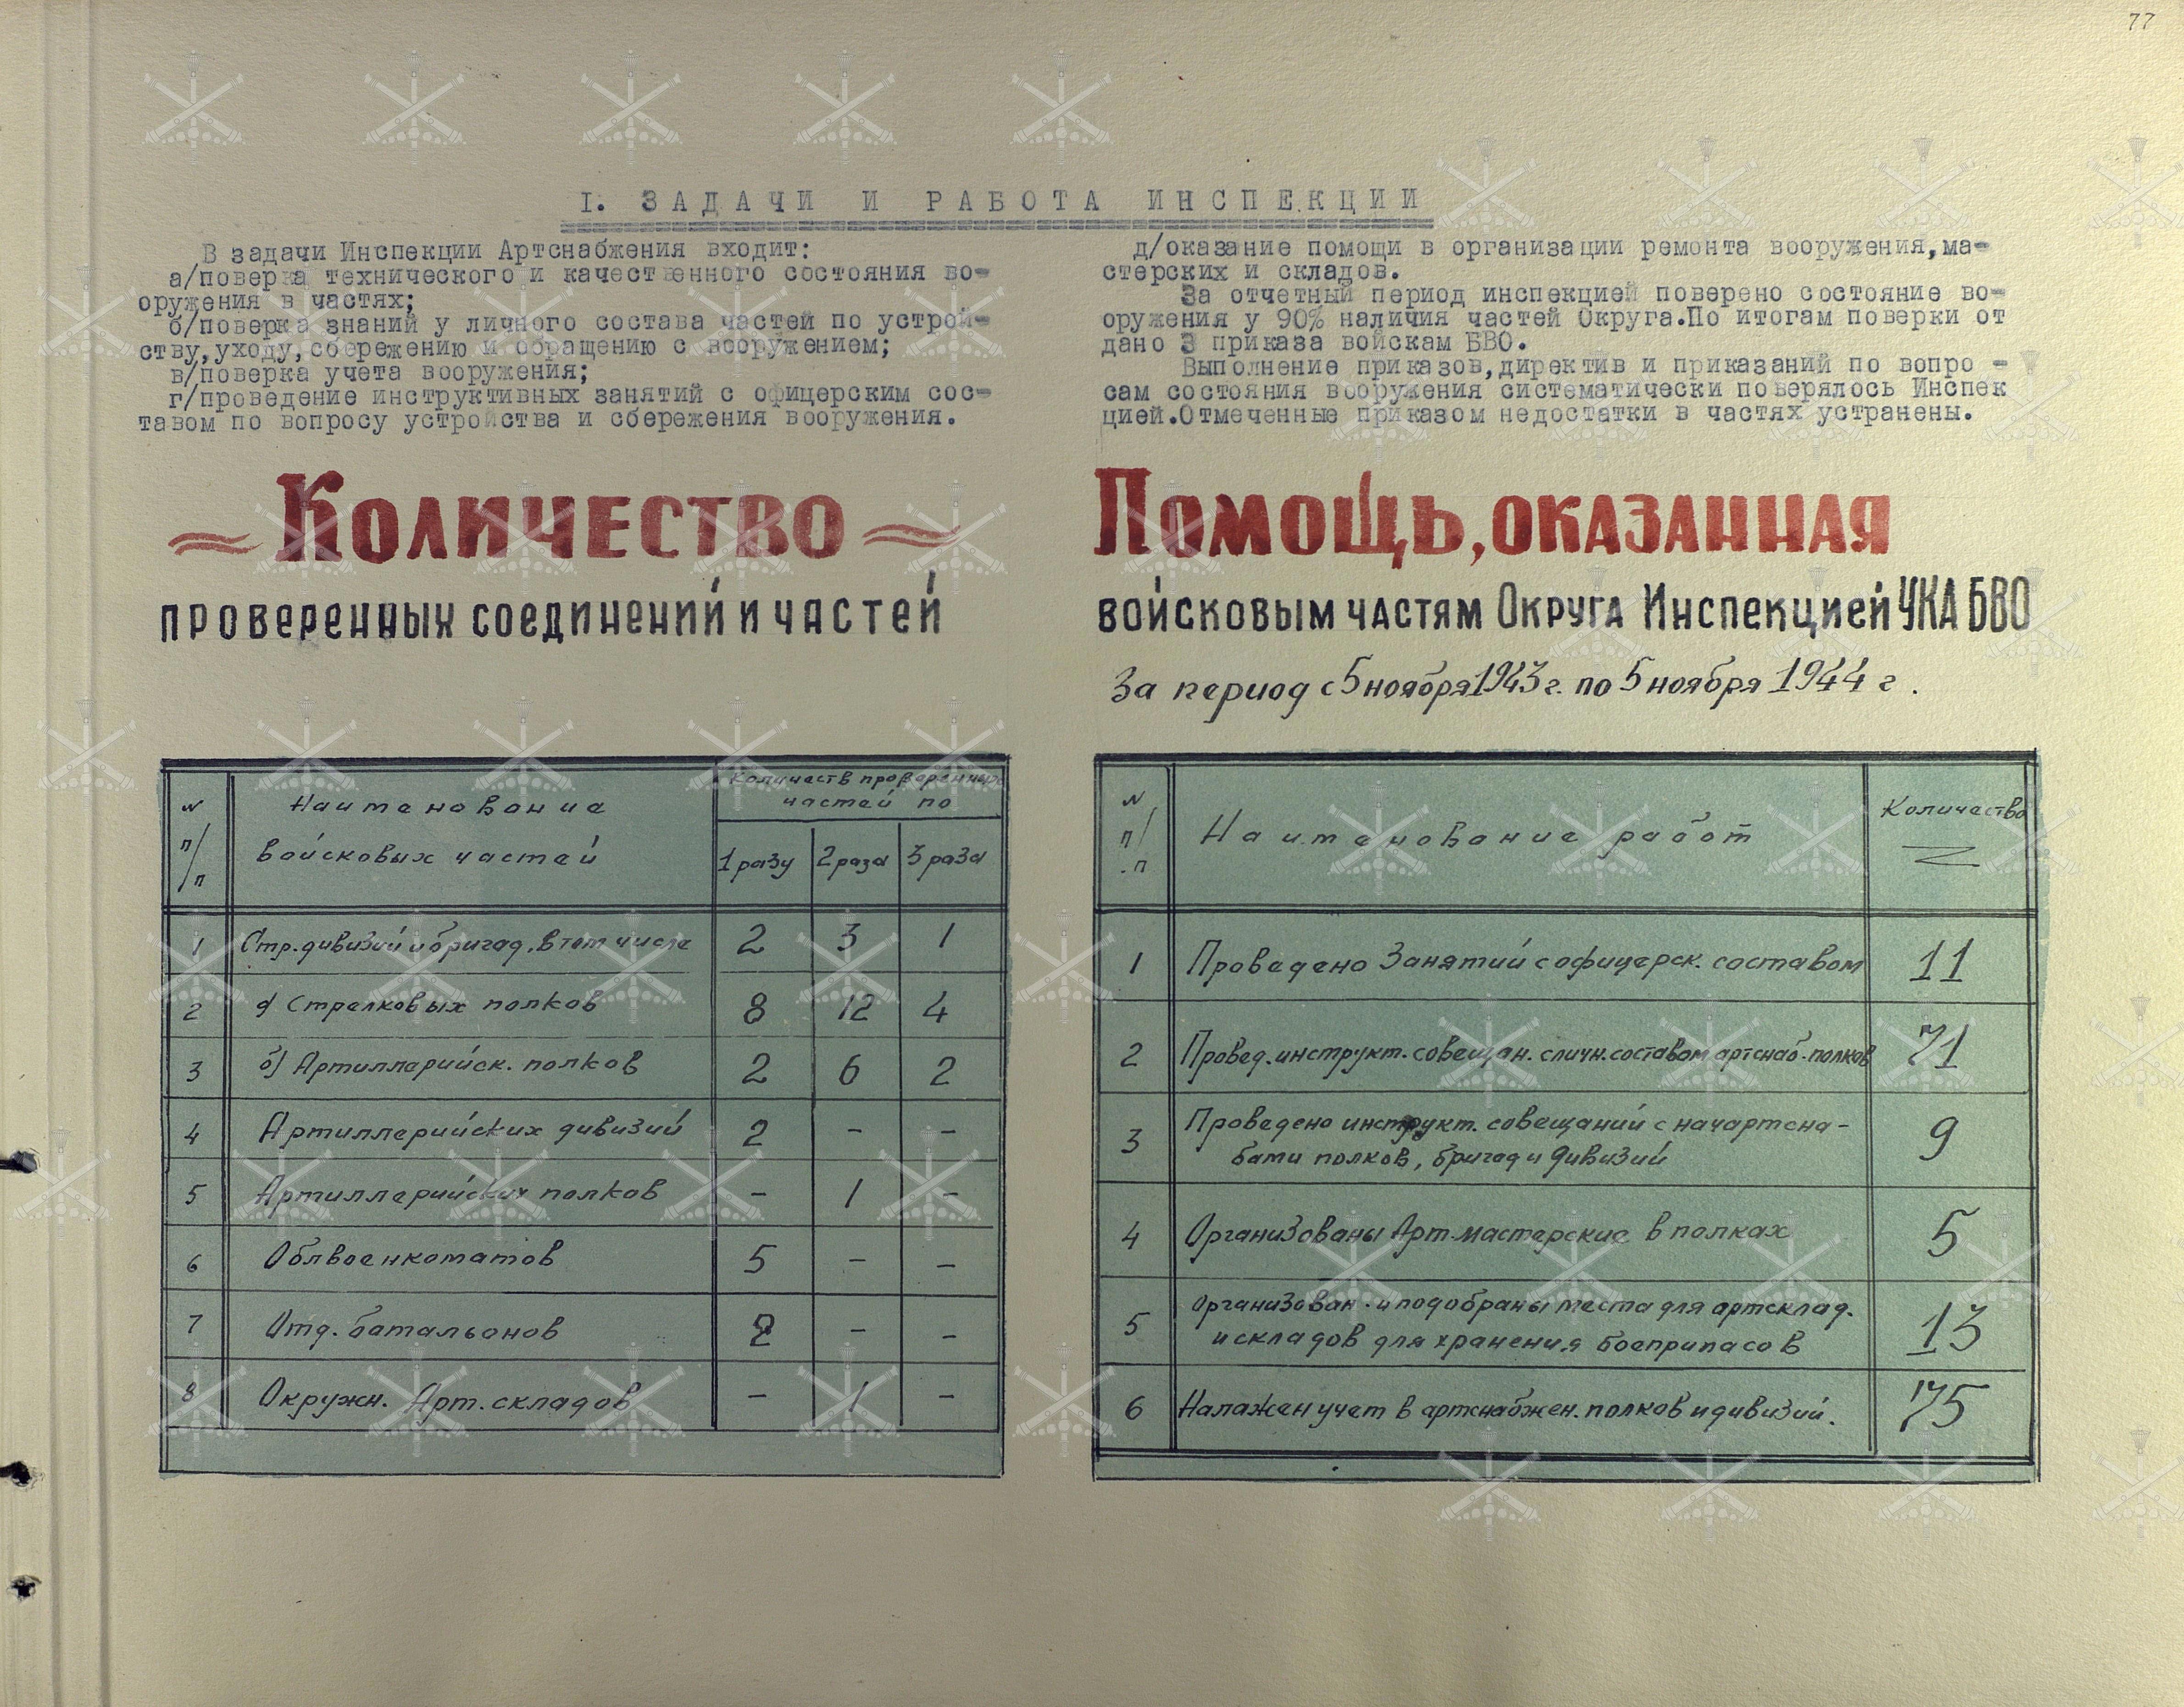 77
I. ЗАДАЧИ И РАБОТА ИНСПЕКЦИИ
В задачи Инспекции Артснабжения входит:
а/поверка технического и качественного состояния во-
оружения в частях;
б/поверка знаний у личного состава частей по устрой-
ству,уходу,сбережению и обращению с вооружением;
в/поверка учета вооружения;
г/проведение инструктивных занятий с офицерским сос-
тавом по вопросу устройства и сбережения вооружения.
д/оказание помощи в организации ремонта вооружения,ма-
стерских и складов.
За отчетный период инспекцией поверено состояние во-
оружения у 90% наличия частей Округа.По итогам поверки от
дано 3 приказа войскам БВО.
Выполнение приказов,директив и приказаний по вопро -
сам состояния вооружения систематически поверялось Инспек
цией.Отмеченные приказом недостатки в частях устранены.
Количество
проверенных соединений и частей
N п/п
Наименование
войсковых частей
Количеств проверенных
частей по
1 разу 2 раза 3 раза
1 Стр. дивизий и бригад, в том числе 2 3 1
2 а) Стрелковых полков 8 12 4
3 б) Артиллерийск. полков 2 6 2
4 Артиллерийских дивизий 2 - -
5 Артиллерийских полков - 1 -
6 Облвоенкоматов 5 - -
7 Отд. батальонов 2 - -
8 Окружн. Арт. складов - 1 -
Помощь, оказанная
войсковым частям Округа Инспекцией УКА БВО
За период с 5 ноября 1943 г. по 5 ноября 1944 г.
N п/п Наименование работ Количество
1 Проведено занятий с офицерск. составом 11
2 Провед. инструкт. совещан. с личн. составом артснаб. полков 71
3 Проведено инструкт. совещаний с начартсна-
бами полков, бригад и дивизий 9
4 Организованы Арт. мастерские в полках 5
5 Организован. и подобраны места для артсклад.
и складов для хранения боеприпасов 13
6 Налажен учет в артснабжен. полков и дивизий. 75